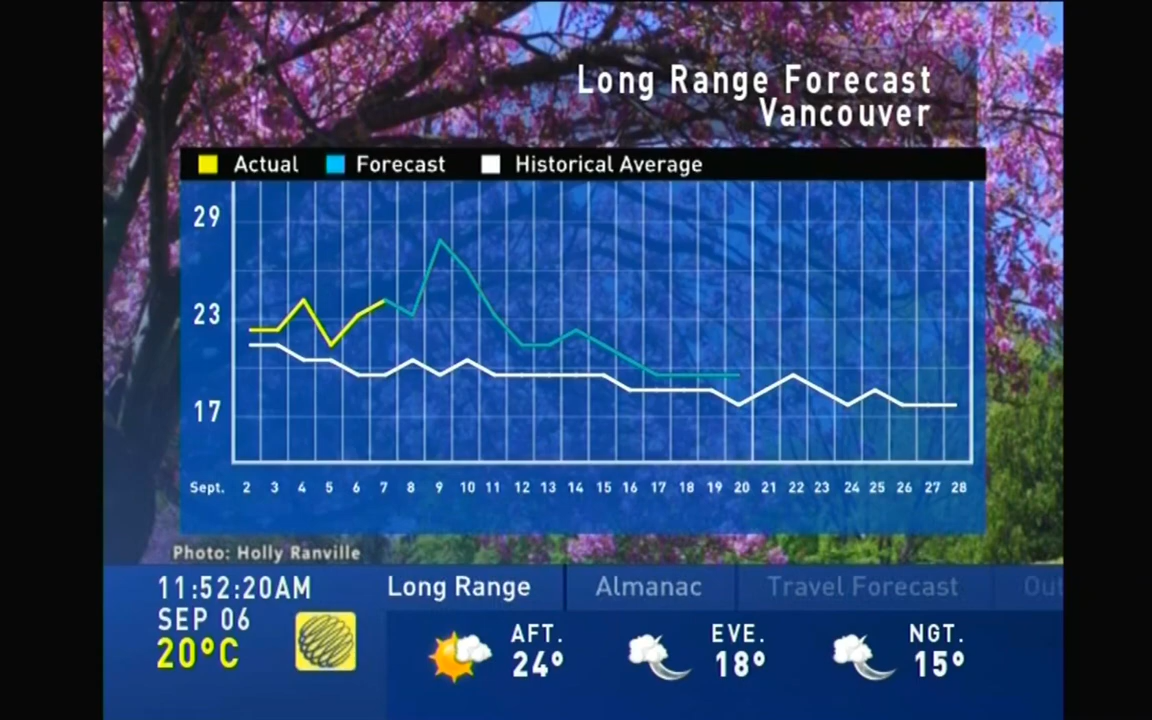 Long Range Forecast
Vancouver
Actual Forecast Historical Average
29
23
17
Sept. 2 3 4 5 6 7 8 9 10 11 12 13 14 15 16 17 18 19 20 21 22 23 24 25 26 27 28
Photo: Holly Ranville
11:52:20AM
SEP 06
20°C
Long Range Almanac Travel Forecast Out
AFT. EVE. NGT.
24° 18° 15°